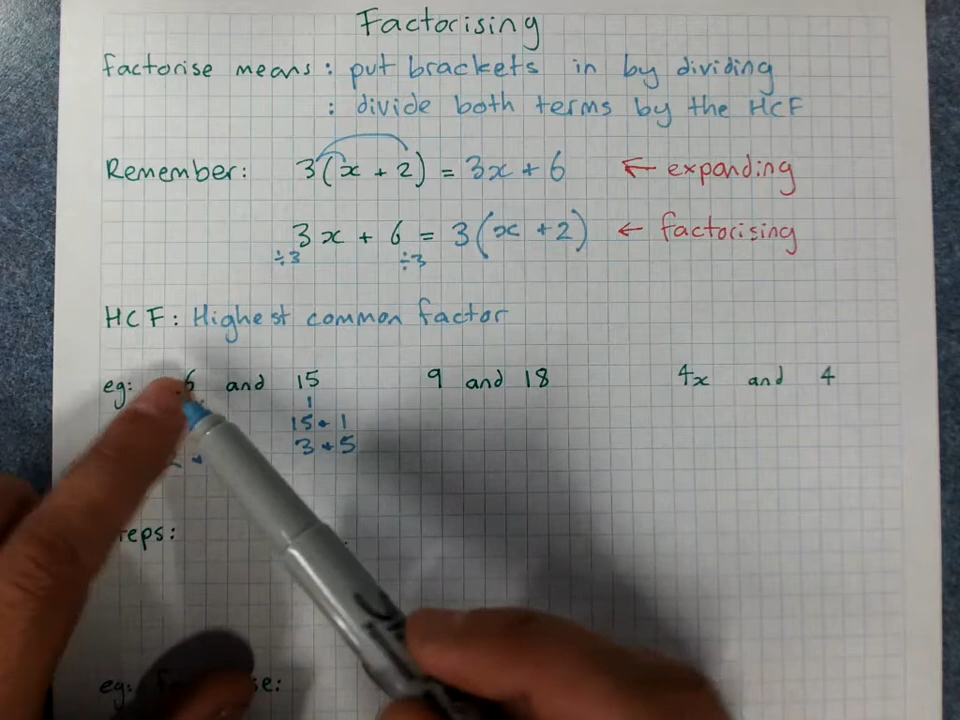 Factorising
factorise means: put brackets in by dividing
: divide both terms by the HCF
Remember: 3(x + 2) = 3x + 6 ← expanding
3x + 6 = 3(x + 2) ← factorising
÷3 ÷3
HCF: Highest common factor
eg: 6 and 15 9 and 18 4x and 4
1
15 * 1
3 * 5
eg: